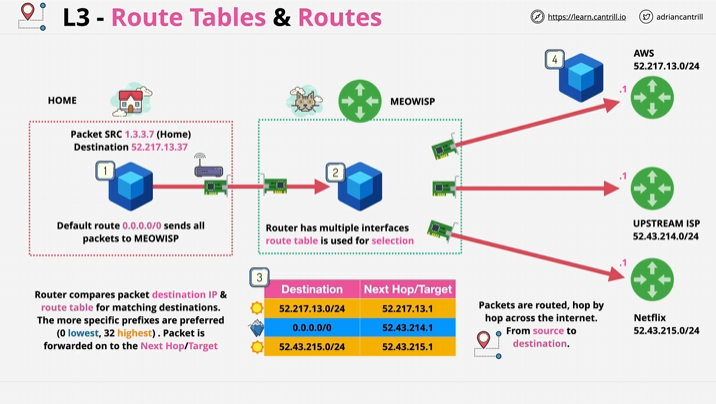 L3 - Route Tables & Routes
https://learn.cantrill.io
adriancantrill
HOME
Packet SRC 1.3.3.7 (Home)
Destination 52.217.13.37
1
Default route 0.0.0.0/0 sends all
packets to MEOWISP
MEOWISP
2
Router has multiple interfaces
route table is used for selection
4
AWS
52.217.13.0/24
.1
.1
UPSTREAM ISP
52.43.214.0/24
.1
Netflix
52.43.215.0/24
Router compares packet destination IP &
route table for matching destinations.
The more specific prefixes are preferred
(0 lowest, 32 highest) . Packet is
forwarded on to the Next Hop/Target
3
Destination Next Hop/Target
52.217.13.0/24 52.217.13.1
0.0.0.0/0 52.43.214.1
52.43.215.0/24 52.43.215.1
Packets are routed, hop by
hop across the internet.
From source to
destination.